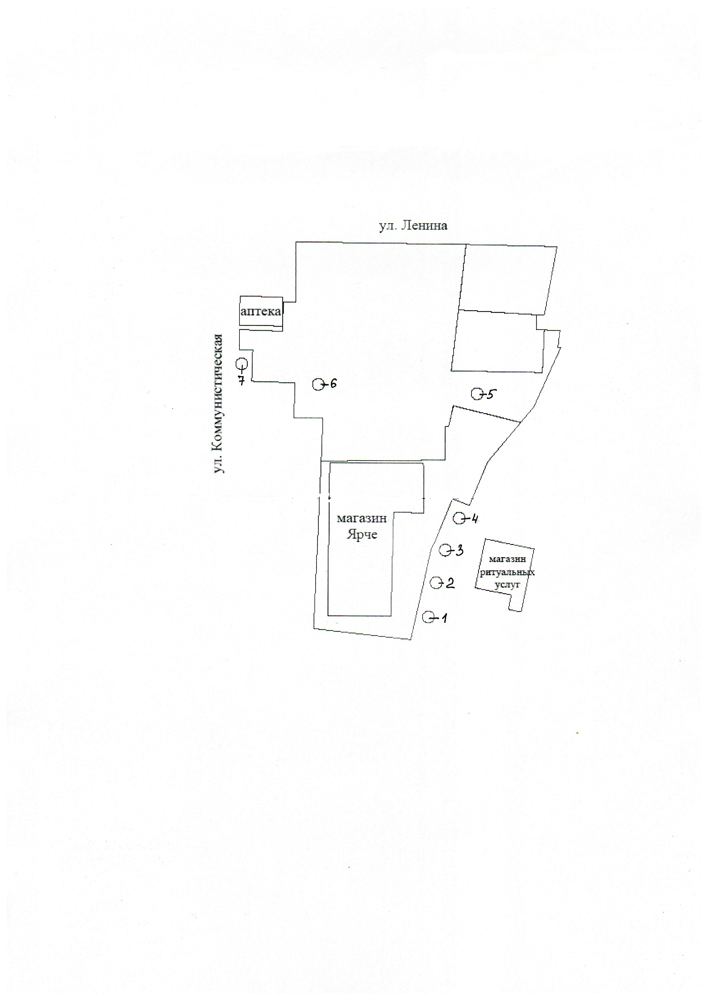 ул. Ленина
аптека
ул. Коммунистическая
7
6
5
магазин
Ярче
4
3
2
1
магазин
ритуальных
услуг